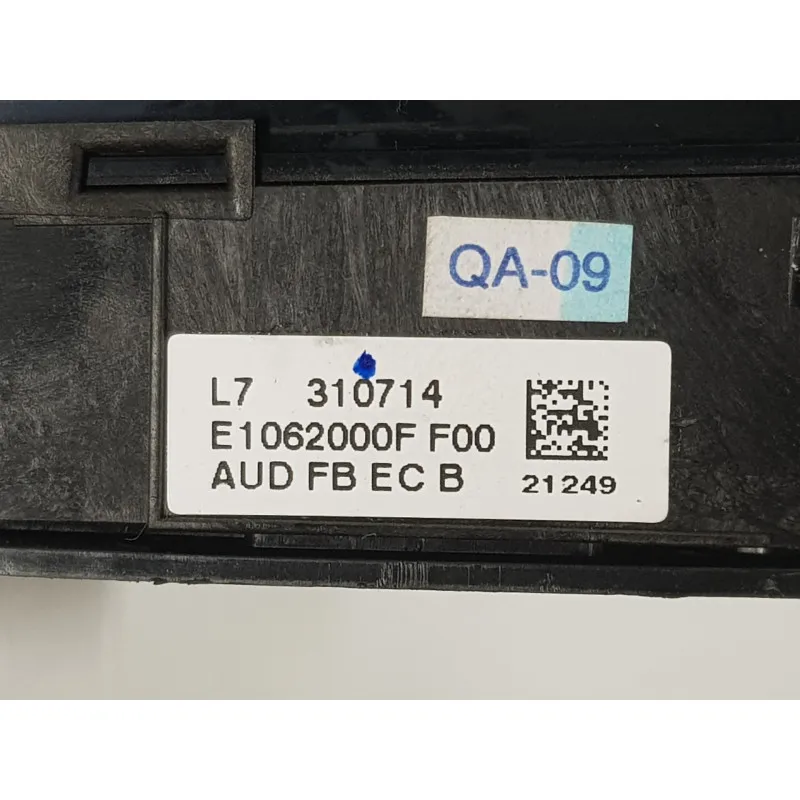 QA-09
L7 310714
E1062000F F00
AUD FB EC B 21249